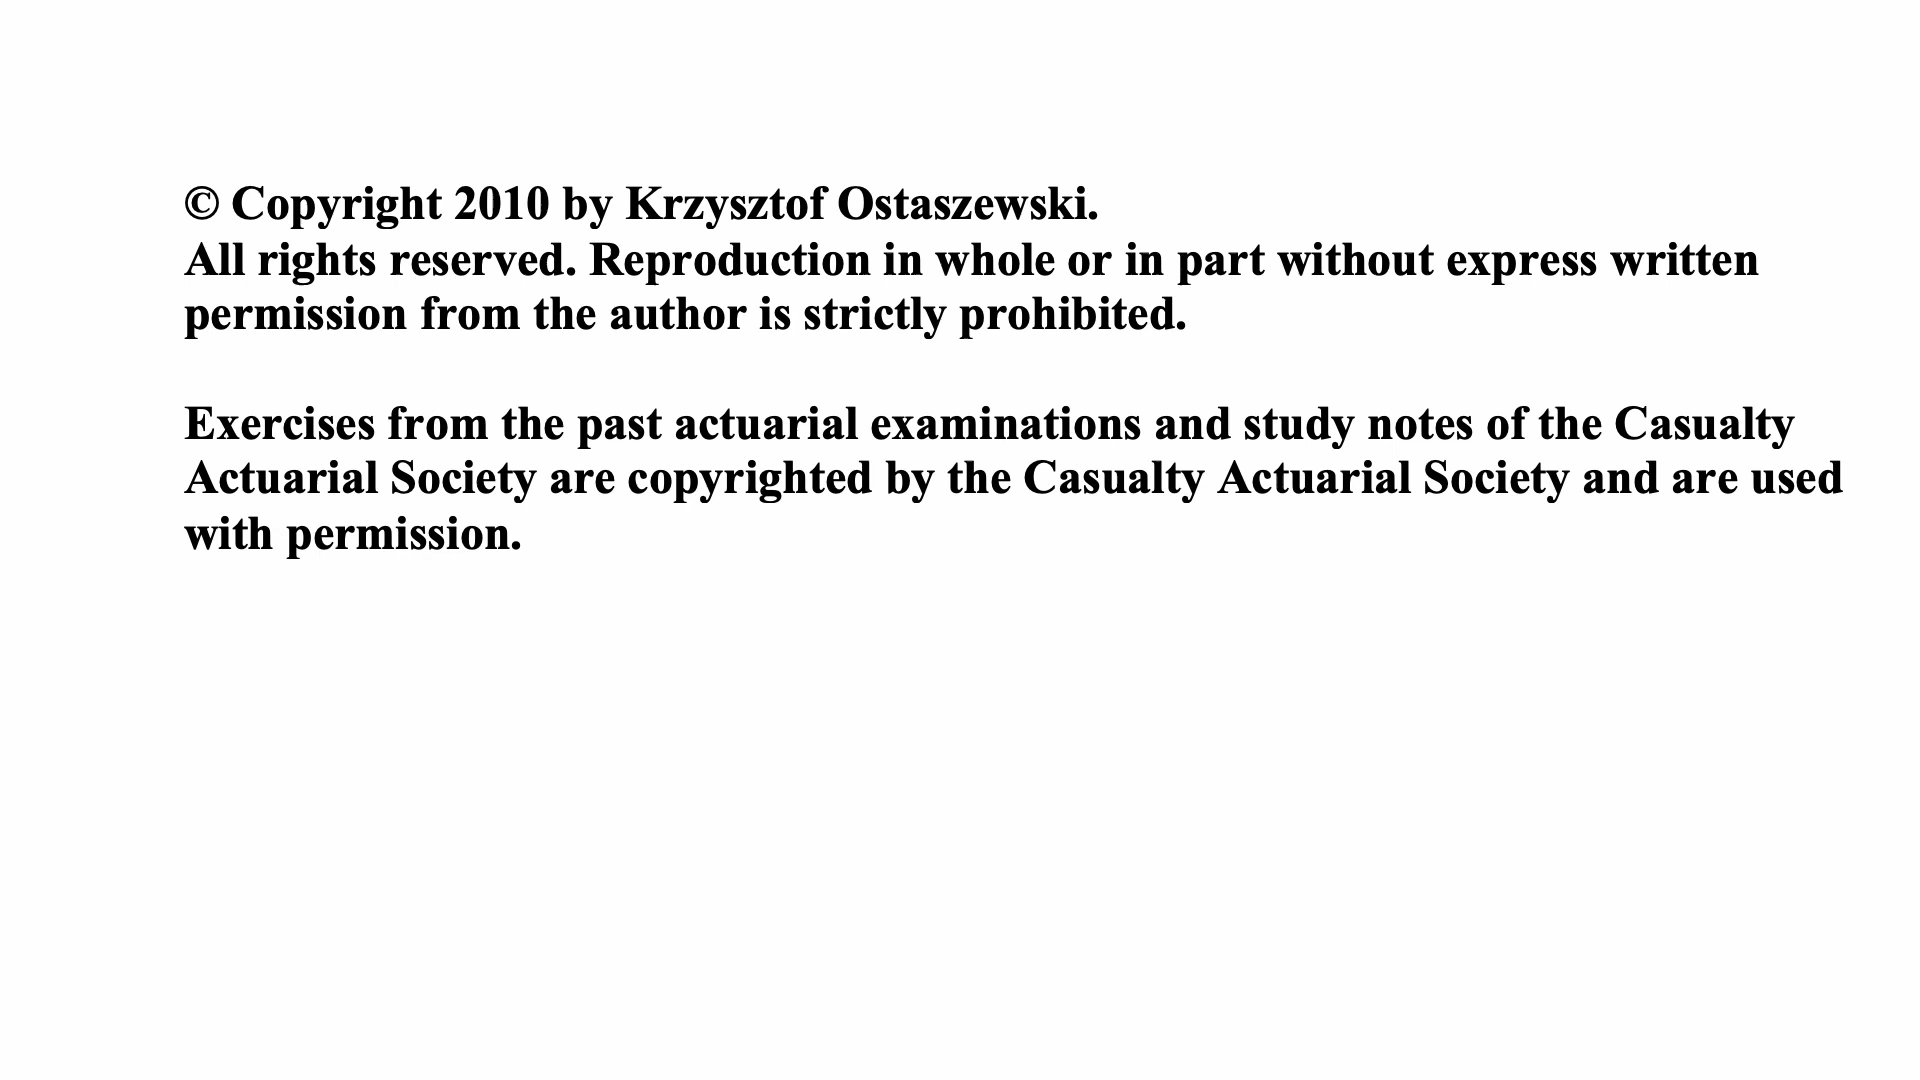 © Copyright 2010 by Krzysztof Ostaszewski.
All rights reserved. Reproduction in whole or in part without express written
permission from the author is strictly prohibited.
Exercises from the past actuarial examinations and study notes of the Casualty
Actuarial Society are copyrighted by the Casualty Actuarial Society and are used
with permission.